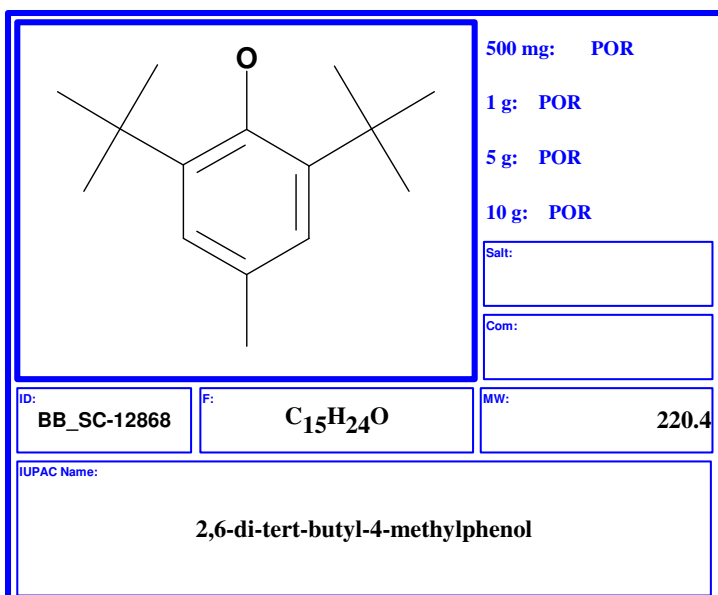 O
500 mg: POR
1 g: POR
5 g: POR
10 g: POR
Salt:
Com:
ID:
BB_SC-12868
F:
C15H24O
MW:
220.4
IUPAC Name:
2,6-di-tert-butyl-4-methylphenol